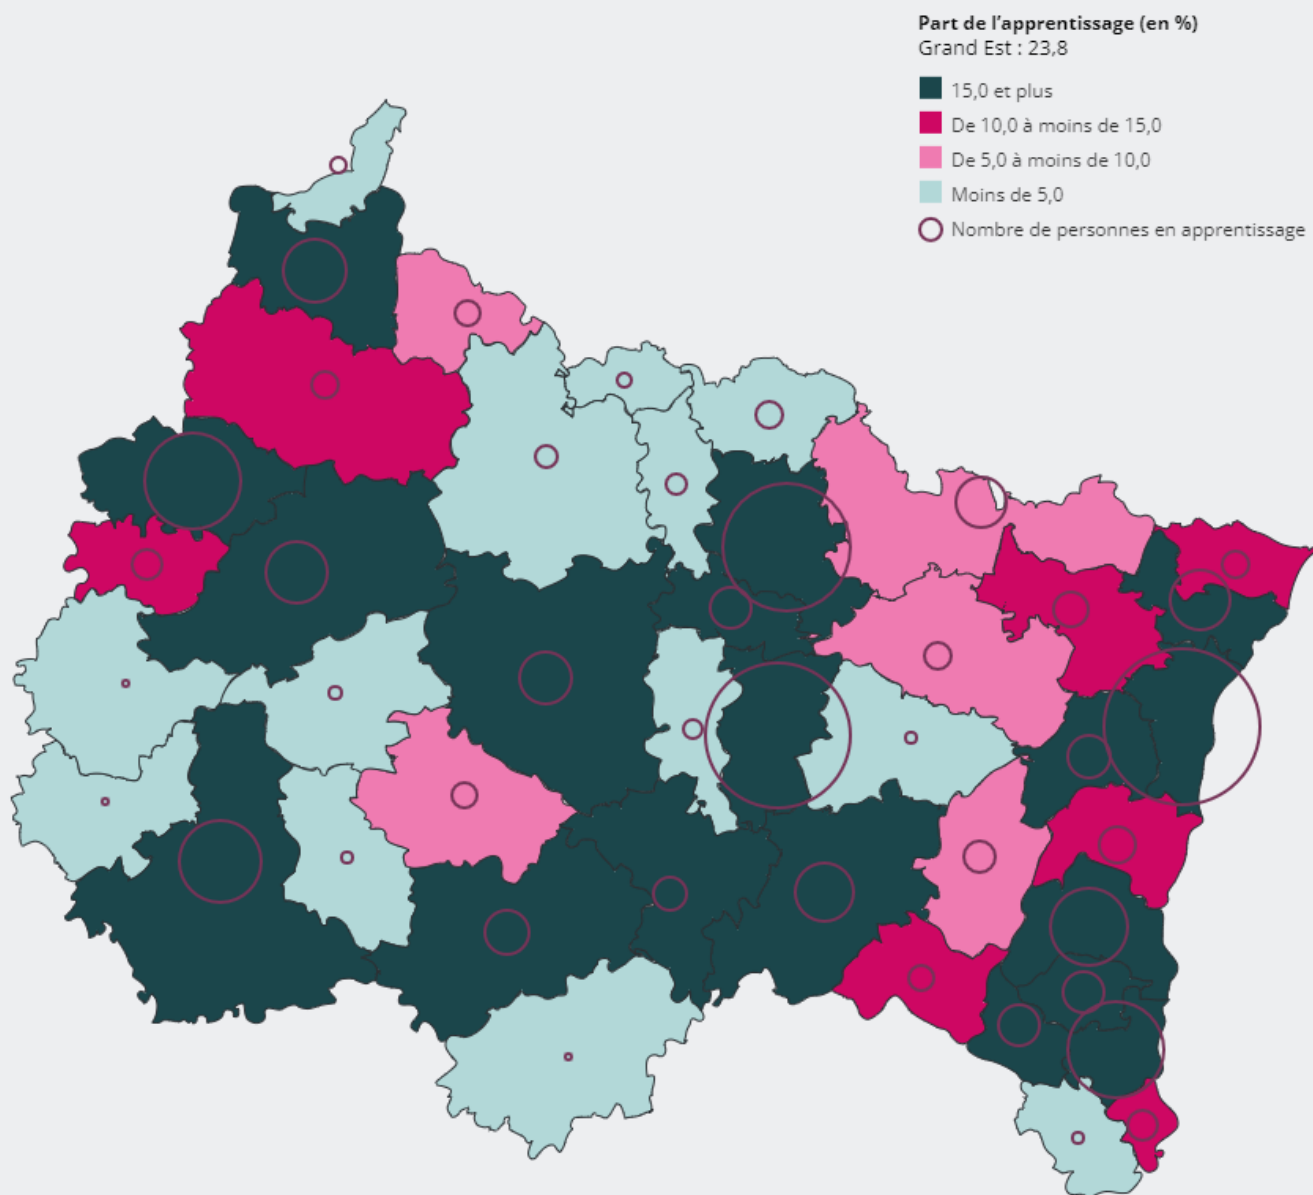 Part de l’apprentissage (en %)
Grand Est : 23,8
15,0 et plus
De 10,0 à moins de 15,0
De 5,0 à moins de 10,0
Moins de 5,0
Nombre de personnes en apprentissage